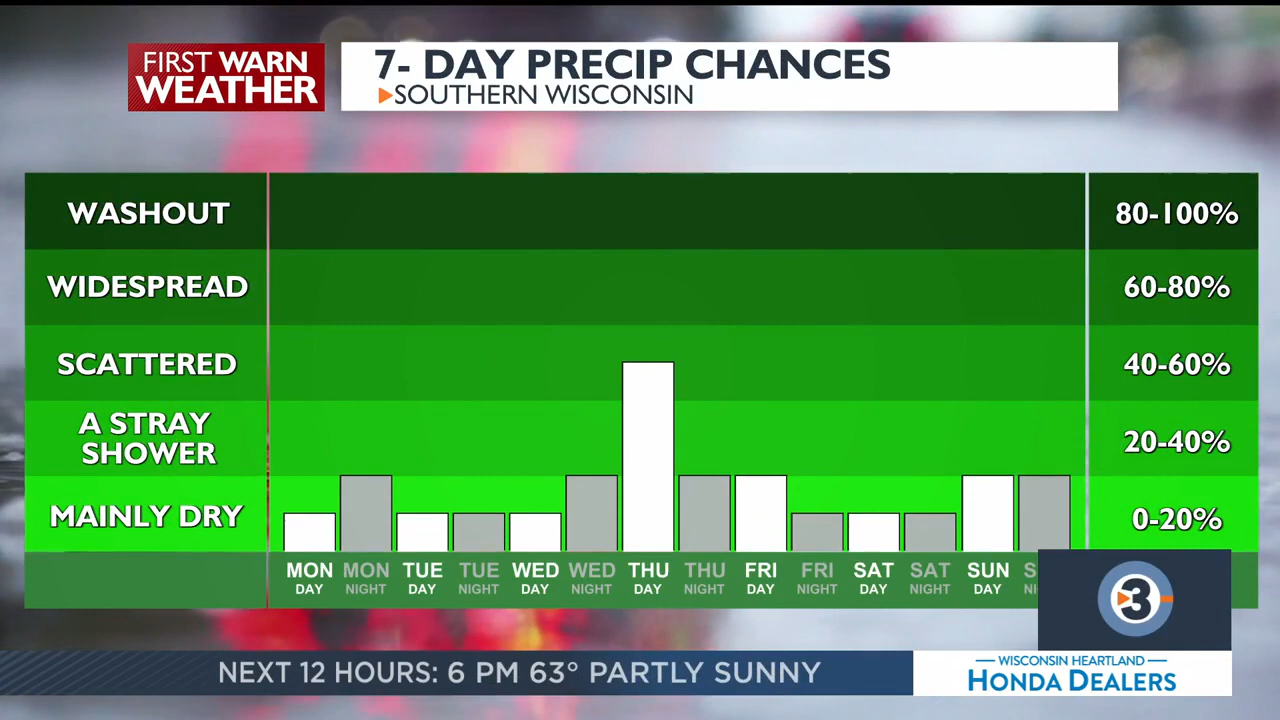 FIRST WARN
WEATHER
7- DAY PRECIP CHANCES
SOUTHERN WISCONSIN
WASHOUT
80-100%
WIDESPREAD
60-80%
SCATTERED
40-60%
A STRAY
SHOWER
20-40%
MAINLY DRY
0-20%
MON MON TUE TUE WED WED THU THU FRI FRI SAT SAT SUN
DAY NIGHT DAY NIGHT DAY NIGHT DAY NIGHT DAY NIGHT DAY NIGHT DAY
3
NEXT 12 HOURS: 6 PM 63° PARTLY SUNNY
WISCONSIN HEARTLAND
HONDA DEALERS